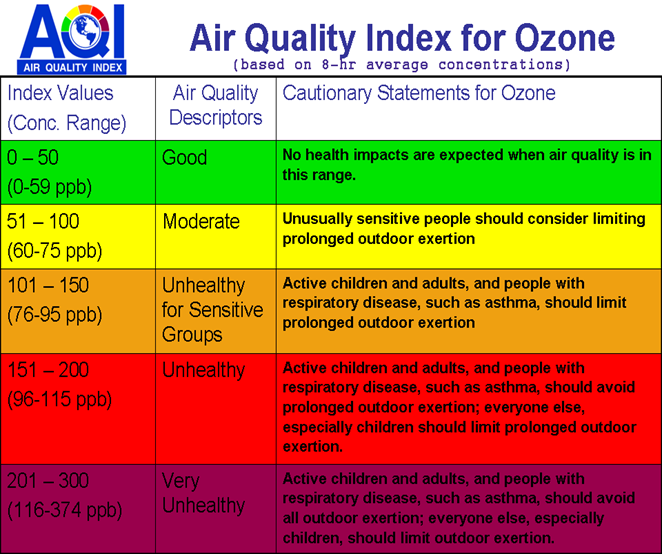 AQI
AIR QUALITY INDEX
Air Quality Index for Ozone
(based on 8-hr average concentrations)
Index Values
(Conc. Range)
Air Quality
Descriptors
Cautionary Statements for Ozone
0 – 50
(0-59 ppb)
Good
No health impacts are expected when air quality is in
this range.
51 – 100
(60-75 ppb)
Moderate
Unusually sensitive people should consider limiting
prolonged outdoor exertion
101 – 150
(76-95 ppb)
Unhealthy
for Sensitive
Groups
Active children and adults, and people with
respiratory disease, such as asthma, should limit
prolonged outdoor exertion
151 – 200
(96-115 ppb)
Unhealthy
Active children and adults, and people with
respiratory disease, such as asthma, should avoid
prolonged outdoor exertion; everyone else,
especially children should limit prolonged outdoor
exertion.
201 – 300
(116-374 ppb)
Very
Unhealthy
Active children and adults, and people with
respiratory disease, such as asthma, should avoid
all outdoor exertion; everyone else, especially
children, should limit outdoor exertion.